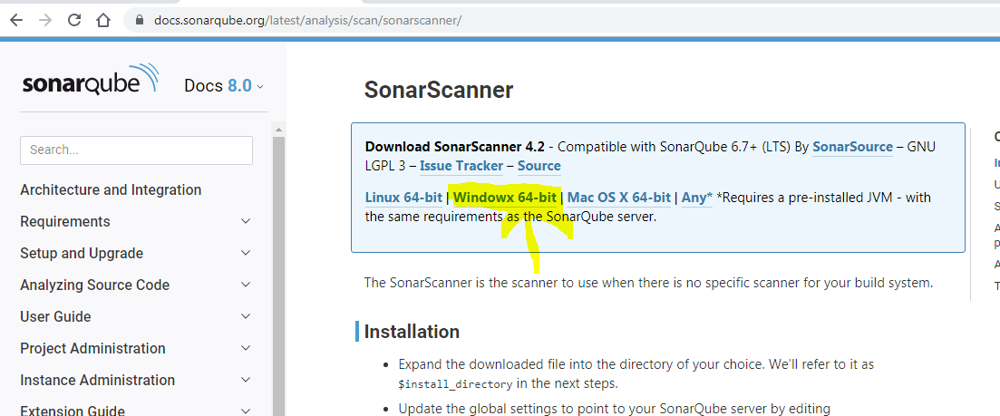 docs.sonarqube.org/latest/analysis/scan/sonarscanner/
sonarqube
Docs 8.0
Search...
Architecture and Integration
Requirements
Setup and Upgrade
Analyzing Source Code
User Guide
Project Administration
Instance Administration
Extension Guide
SonarScanner
Download SonarScanner 4.2 - Compatible with SonarQube 6.7+ (LTS) By SonarSource – GNU
LGPL 3 – Issue Tracker – Source
Linux 64-bit | Windowx 64-bit | Mac OS X 64-bit | Any* *Requires a pre-installed JVM - with
the same requirements as the SonarQube server.
The SonarScanner is the scanner to use when there is no specific scanner for your build system.
Installation
• Expand the downloaded file into the directory of your choice. We'll refer to it as
$install_directory in the next steps.
• Update the global settings to point to your SonarQube server by editing